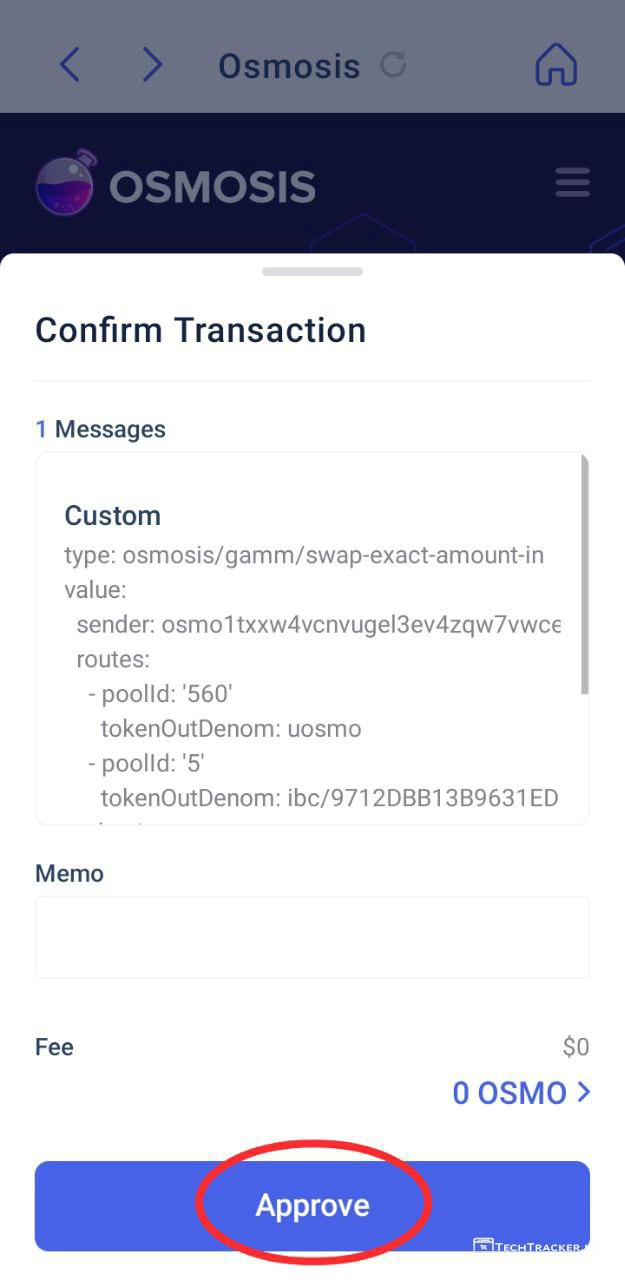 Osmosis
OSMOSIS
Confirm Transaction
1 Messages
Custom
type: osmosis/gamm/swap-exact-amount-in
value:
sender: osmo1txxw4vcnvugel3ev4zqw7vwce
routes:
- poolId: '560'
tokenOutDenom: uosmo
- poolId: '5'
tokenOutDenom: ibc/9712DBB13B9631ED
Memo
Fee
$0
0 OSMO >
Approve
TECHTRACKER